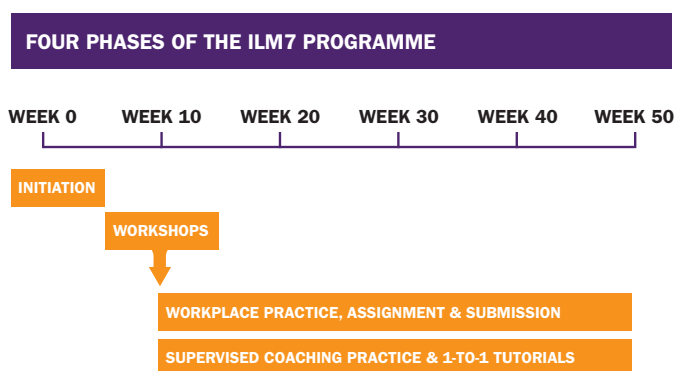 FOUR PHASES OF THE ILM7 PROGRAMME
WEEK 0 WEEK 10 WEEK 20 WEEK 30 WEEK 40 WEEK 50
INITIATION
WORKSHOPS
WORKPLACE PRACTICE, ASSIGNMENT & SUBMISSION
SUPERVISED COACHING PRACTICE & 1-TO-1 TUTORIALS